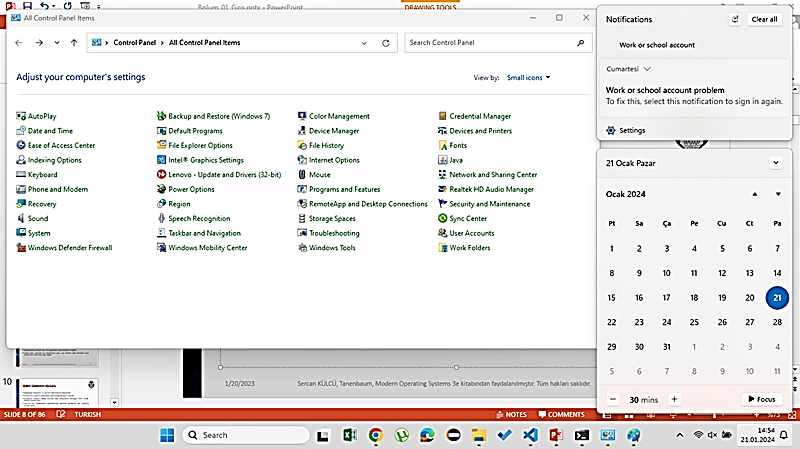 Bolum_01_Giris.pptx - PowerPoint
DRAWING TOOLS
All Control Panel Items
Control Panel > All Control Panel Items
Search Control Panel
Adjust your computer's settings
View by: Small icons
AutoPlay
Backup and Restore (Windows 7)
Color Management
Credential Manager
Date and Time
Default Programs
Device Manager
Devices and Printers
Ease of Access Center
File Explorer Options
File History
Fonts
Indexing Options
Intel® Graphics Settings
Internet Options
Java
Keyboard
Lenovo - Update and Drivers (32-bit)
Mouse
Network and Sharing Center
Phone and Modem
Power Options
Programs and Features
Realtek HD Audio Manager
Recovery
Region
RemoteApp and Desktop Connections
Security and Maintenance
Sound
Speech Recognition
Storage Spaces
Sync Center
System
Taskbar and Navigation
Troubleshooting
User Accounts
Windows Defender Firewall
Windows Mobility Center
Windows Tools
Work Folders
Notifications
Clear all
Work or school account
Cumartesi
Work or school account problem
To fix this, select this notification to sign in again.
Settings
21 Ocak Pazar
Ocak 2024
Pt Sa Ça Pe Cu Ct Pa
1 2 3 4 5 6 7
8 9 10 11 12 13 14
15 16 17 18 19 20 21
22 23 24 25 26 27 28
29 30 31 1 2 3 4
5 6 7 8 9 10 11
30 mins
Focus
10
1/20/2023
Sercan KÜLCÜ, Tanenbaum, Modern Operating Systems 3e kitabından faydalanılmıştır. Tüm hakları saklıdır.
SLIDE 8 OF 86
TURKISH
NOTES
COMMENTS
Search
14:54
21.01.2024